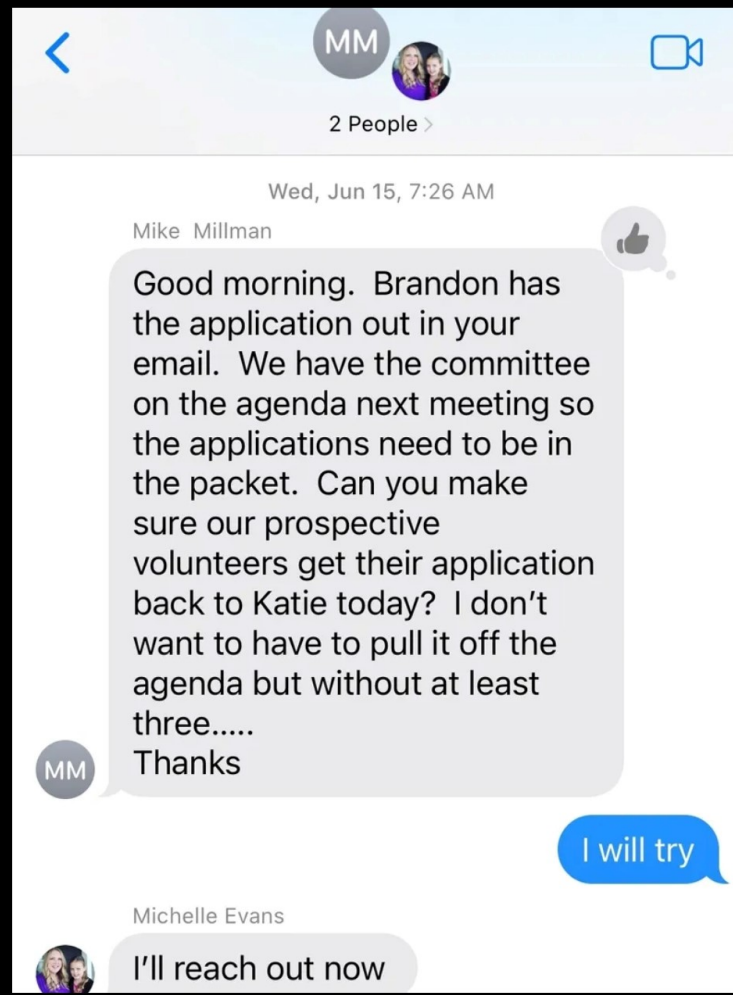 MM
2 People >
Wed, Jun 15, 7:26 AM
Mike  Millman
Good morning.  Brandon has
the application out in your
email.  We have the committee
on the agenda next meeting so
the applications need to be in
the packet.  Can you make
sure our prospective
volunteers get their application
back to Katie today?  I don’t
want to have to pull it off the
agenda but without at least
three.....
Thanks
MM
I will try
Michelle Evans
I’ll reach out now